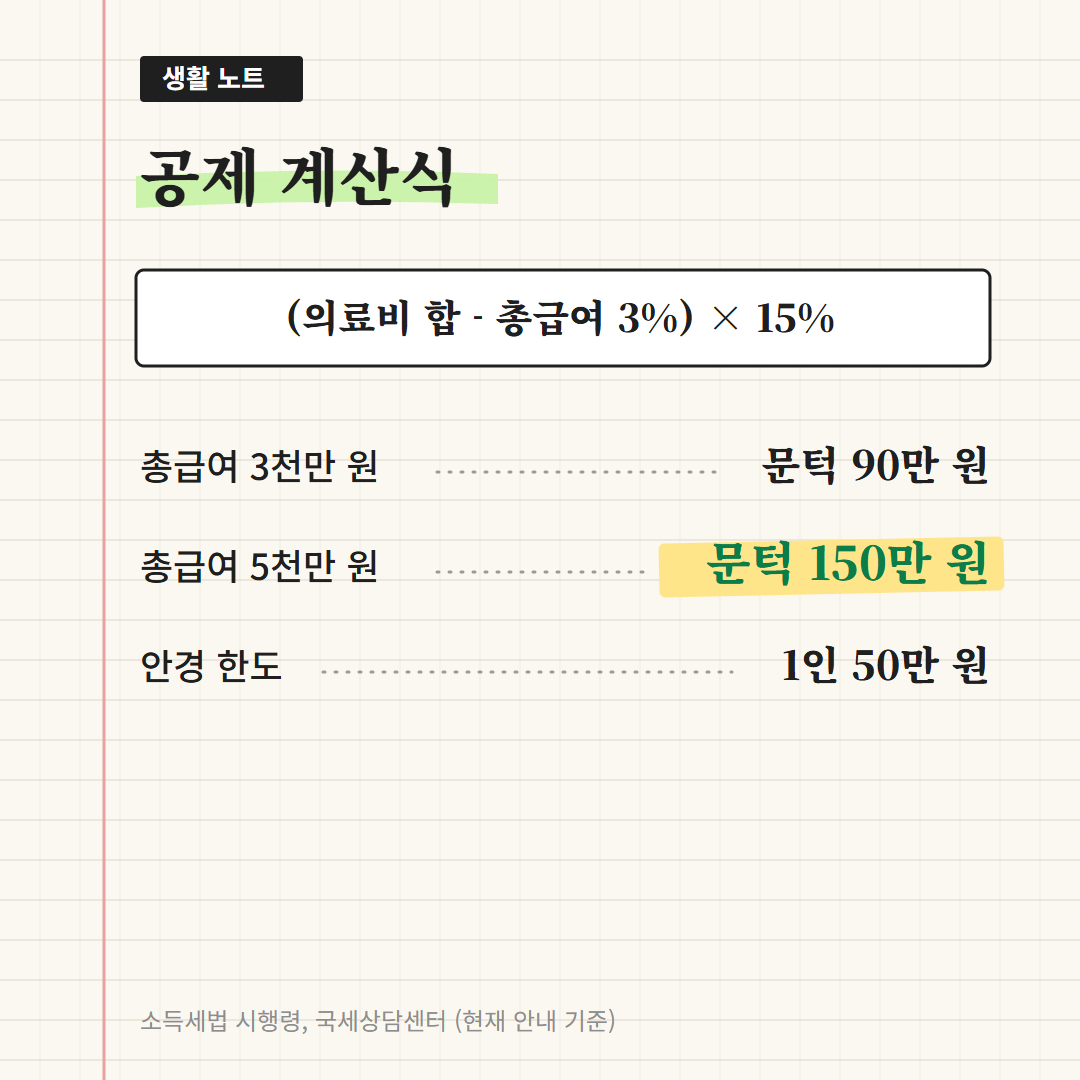 생활 노트
공제 계산식
(의료비 합 - 총급여 3%) × 15%
총급여 3천만 원 문턱 90만 원
총급여 5천만 원 문턱 150만 원
안경 한도 1인 50만 원
소득세법 시행령, 국세상담센터 (현재 안내 기준)